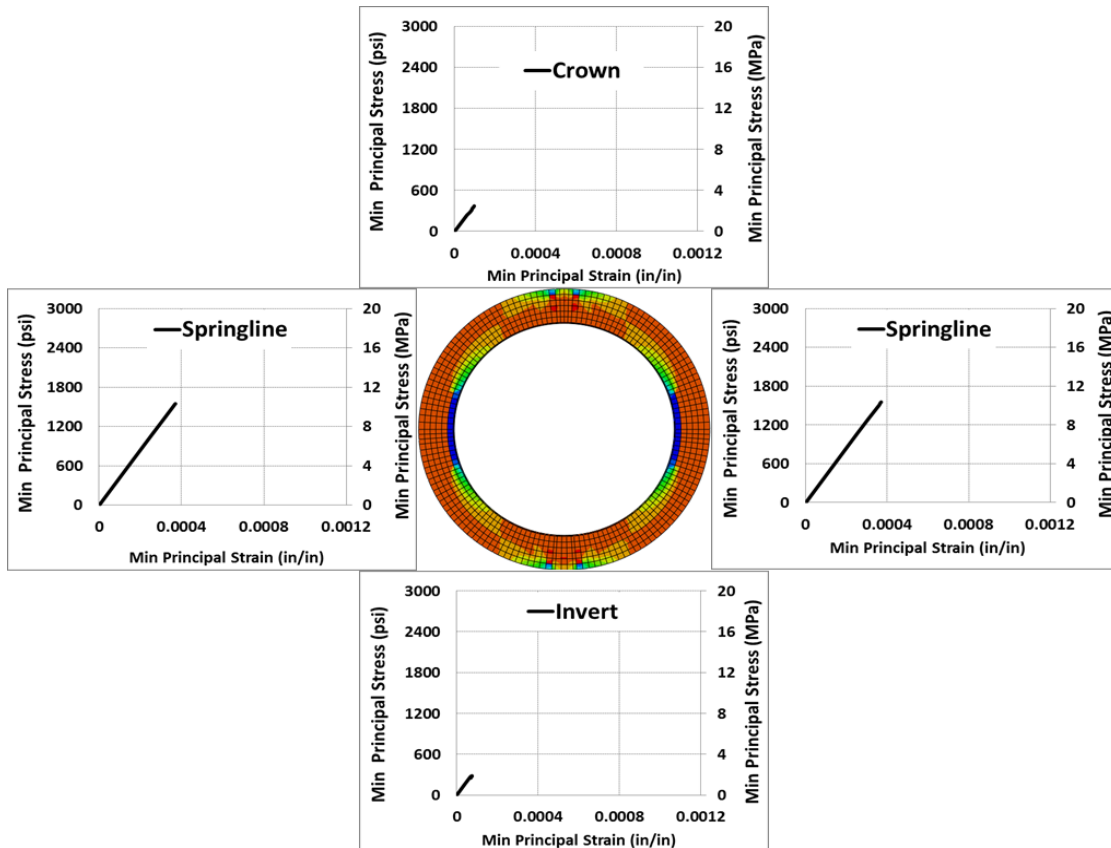 Min Principal Stress (psi)
3000
2400
1800
1200
600
0
Crown
20
16
12
8
4
0
Min Principal Stress (MPa)
0 0.0004 0.0008 0.0012
Min Principal Strain (in/in)
Min Principal Stress (psi)
3000
2400
1800
1200
600
0
Springline
20
16
12
8
4
0
Min Principal Stress (MPa)
0 0.0004 0.0008 0.0012
Min Principal Strain (in/in)
Min Principal Stress (psi)
3000
2400
1800
1200
600
0
Springline
20
16
12
8
4
0
Min Principal Stress (MPa)
0 0.0004 0.0008 0.0012
Min Principal Strain (in/in)
Min Principal Stress (psi)
3000
2400
1800
1200
600
0
Invert
20
16
12
8
4
0
Min Principal Stress (MPa)
0 0.0004 0.0008 0.0012
Min Principal Strain (in/in)